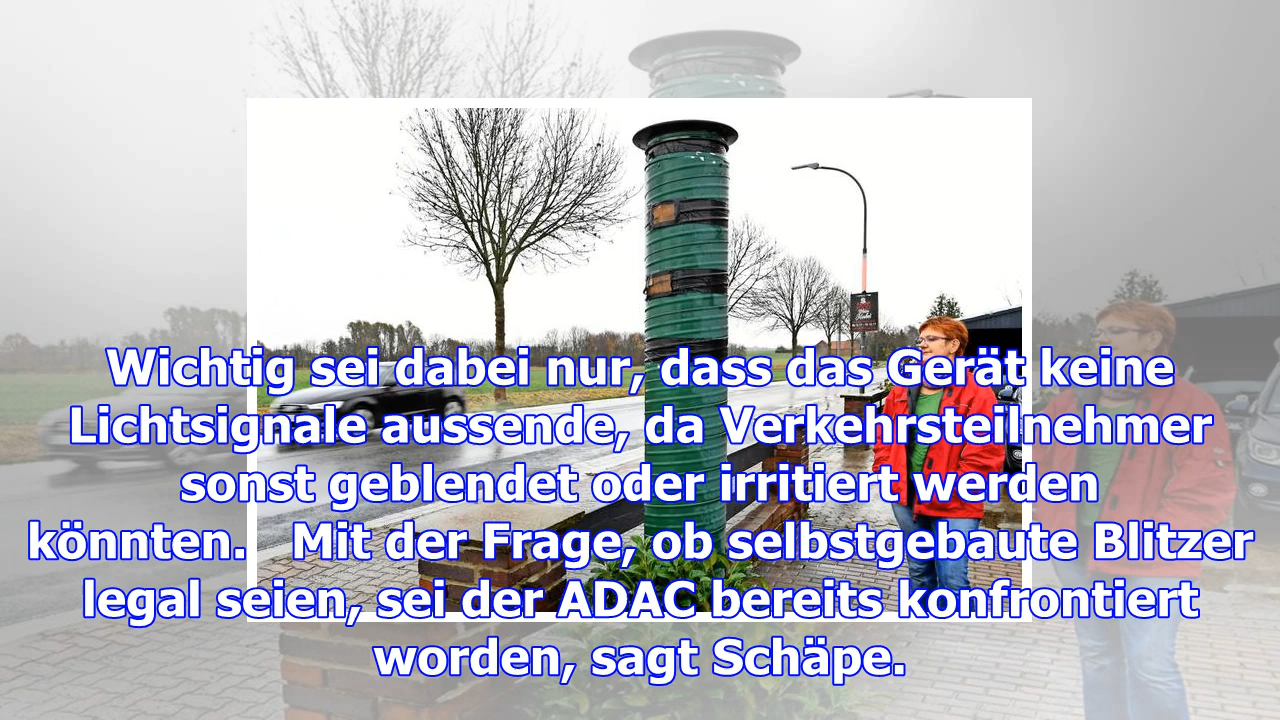 Wichtig sei dabei nur, dass das Gerät keine
Lichtsignale aussende, da Verkehrsteilnehmer
sonst geblendet oder irritiert werden
könnten.   Mit der Frage, ob selbstgebaute Blitzer
legal seien, sei der ADAC bereits konfrontiert
worden, sagt Schäpe.